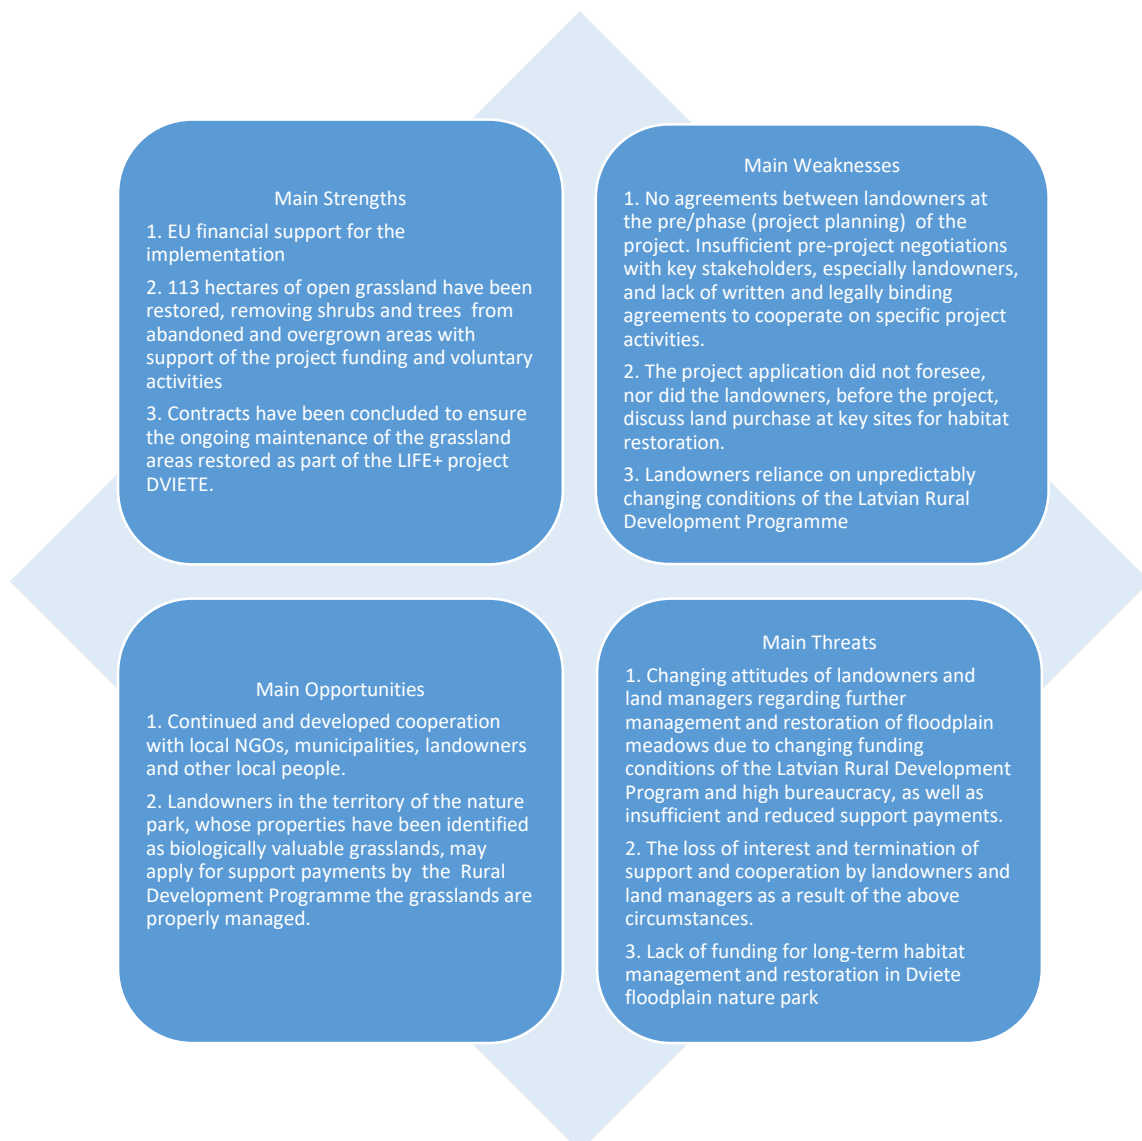 Main Strengths
1. EU financial support for the
implementation
2. 113 hectares of open grassland have been
restored, removing shrubs and trees from
abandoned and overgrown areas with
support of the project funding and voluntary
activities
3. Contracts have been concluded to ensure
the ongoing maintenance of the grassland
areas restored as part of the LIFE+ project
DVIETE.
Main Weaknesses
1. No agreements between landowners at
the pre/phase (project planning) of the
project. Insufficient pre-project negotiations
with key stakeholders, especially landowners,
and lack of written and legally binding
agreements to cooperate on specific project
activities.
2. The project application did not foresee,
nor did the landowners, before the project,
discuss land purchase at key sites for habitat
restoration.
3. Landowners reliance on unpredictably
changing conditions of the Latvian Rural
Development Programme
Main Opportunities
1. Continued and developed cooperation
with local NGOs, municipalities, landowners
and other local people.
2. Landowners in the territory of the nature
park, whose properties have been identified
as biologically valuable grasslands, may
apply for support payments by the Rural
Development Programme the grasslands are
properly managed.
Main Threats
1. Changing attitudes of landowners and
land managers regarding further
management and restoration of floodplain
meadows due to changing funding
conditions of the Latvian Rural Development
Program and high bureaucracy, as well as
insufficient and reduced support payments.
2. The loss of interest and termination of
support and cooperation by landowners and
land managers as a result of the above
circumstances.
3. Lack of funding for long-term habitat
management and restoration in Dviete
floodplain nature park